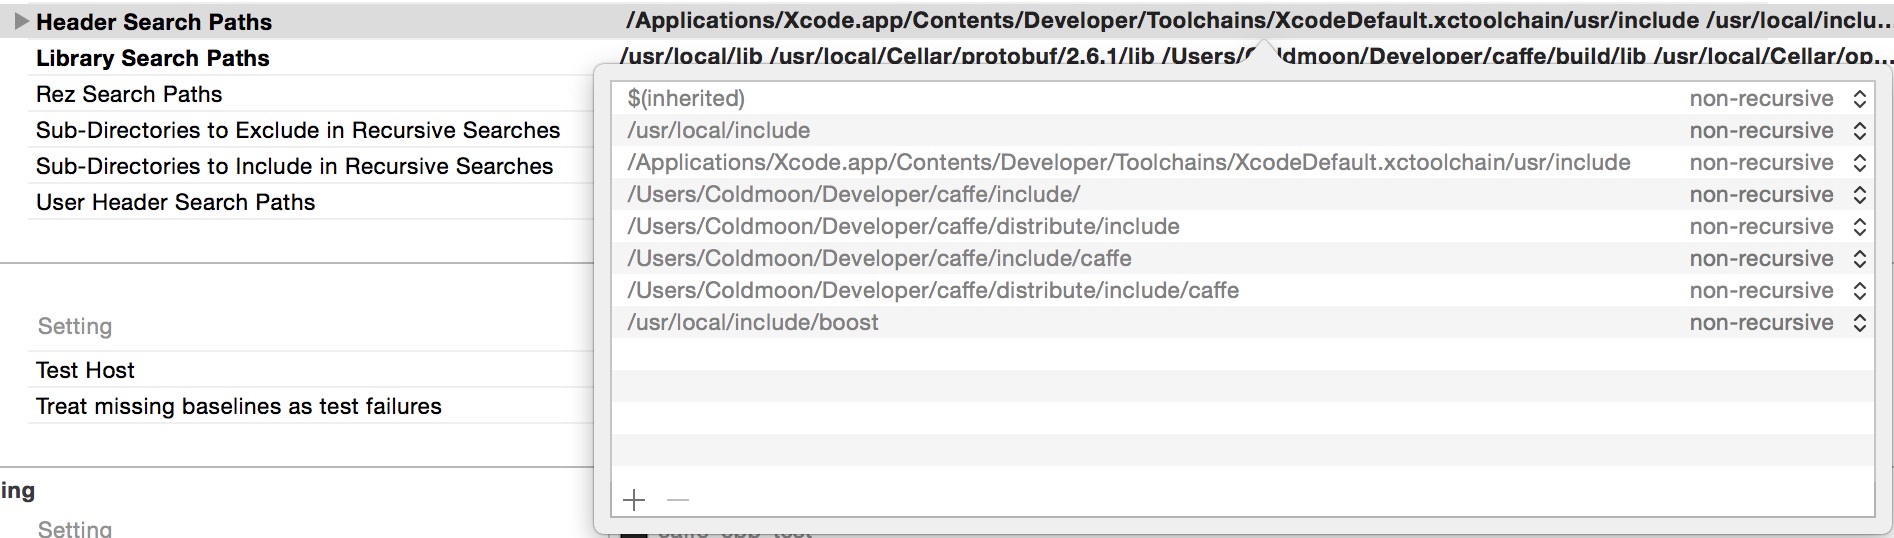 Header Search Paths /Applications/Xcode.app/Contents/Developer/Toolchains/XcodeDefault.xctoolchain/usr/include /usr/local/inclu...
Library Search Paths /usr/local/lib /usr/local/Cellar/protobuf/2.6.1/lib /Users/ dmoon/Developer/caffe/build/lib /usr/local/Cellar/op...
Rez Search Paths
Sub-Directories to Exclude in Recursive Searches
Sub-Directories to Include in Recursive Searches
User Header Search Paths
Setting
Test Host
Treat missing baselines as test failures
ing
Setting
$(inherited) non-recursive
/usr/local/include non-recursive
/Applications/Xcode.app/Contents/Developer/Toolchains/XcodeDefault.xctoolchain/usr/include non-recursive
/Users/Coldmoon/Developer/caffe/include/ non-recursive
/Users/Coldmoon/Developer/caffe/distribute/include non-recursive
/Users/Coldmoon/Developer/caffe/include/caffe non-recursive
/Users/Coldmoon/Developer/caffe/distribute/include/caffe non-recursive
/usr/local/include/boost non-recursive